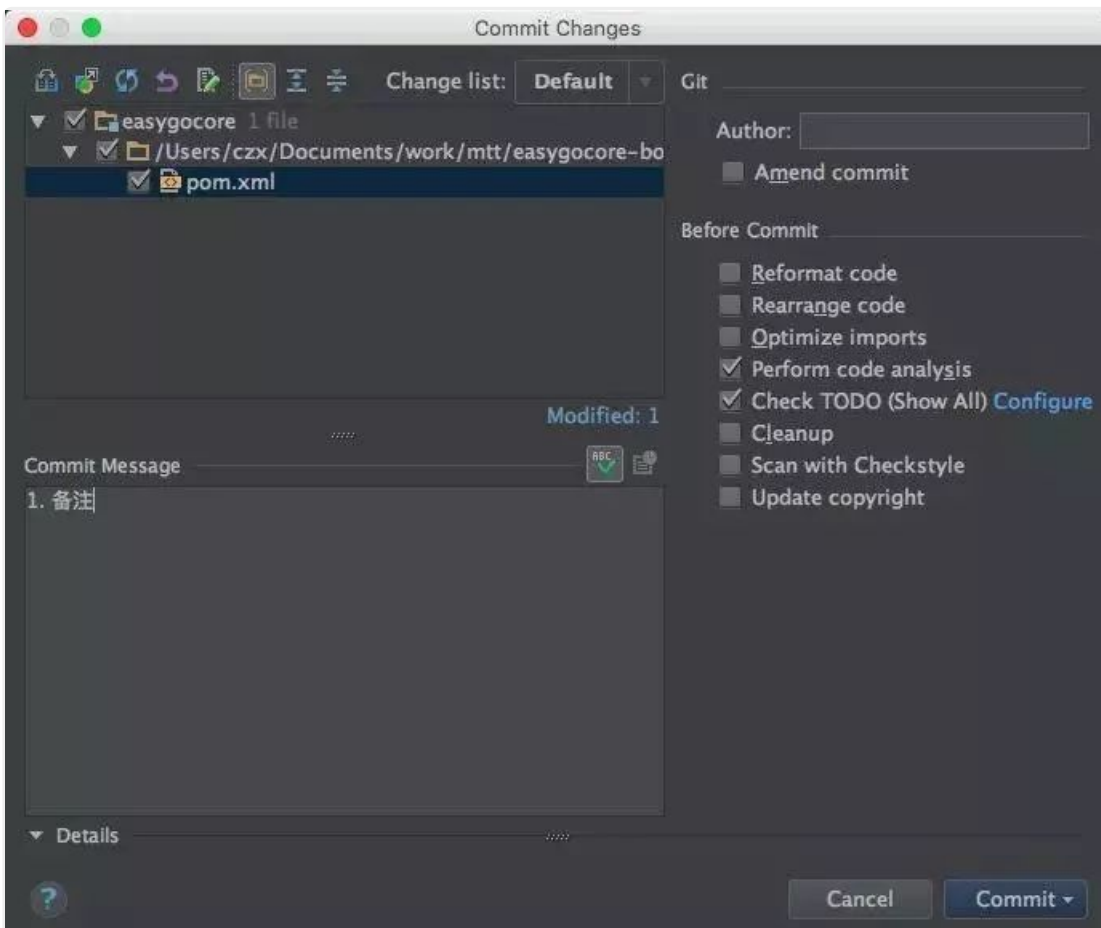 Commit Changes
Change list: Default
easygocore 1 file
/Users/czx/Documents/work/mtt/easygocore-bo
pom.xml
Modified: 1
Commit Message
ABC
1. 备注
Details
Git
Author:
Amend commit
Before Commit
Reformat code
Rearrange code
Optimize imports
Perform code analysis
Check TODO (Show All) Configure
Cleanup
Scan with Checkstyle
Update copyright
?
Cancel
Commit